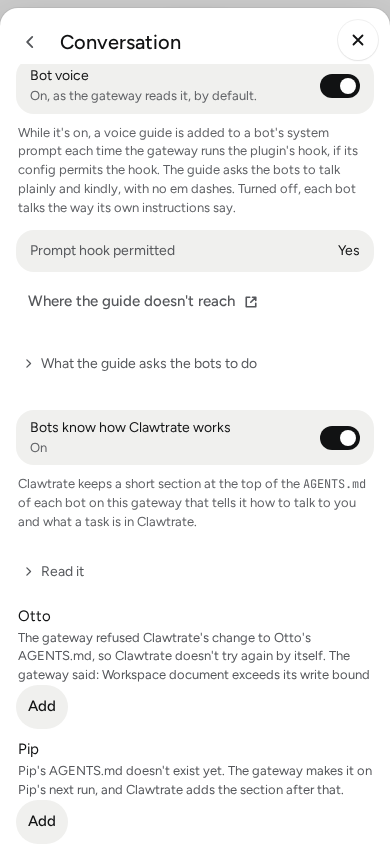 Conversation
Bot voice
On, as the gateway reads it, by default.
While it's on, a voice guide is added to a bot's system
prompt each time the gateway runs the plugin's hook, if its
config permits the hook. The guide asks the bots to talk
plainly and kindly, with no em dashes. Turned off, each bot
talks the way its own instructions say.
Prompt hook permitted Yes
Where the guide doesn't reach
What the guide asks the bots to do
Bots know how Clawtrate works
On
Clawtrate keeps a short section at the top of the AGENTS.md
of each bot on this gateway that tells it how to talk to you
and what a task is in Clawtrate.
Read it
Otto
The gateway refused Clawtrate's change to Otto's
AGENTS.md, so Clawtrate doesn't try again by itself. The
gateway said: Workspace document exceeds its write bound
Add
Pip
Pip's AGENTS.md doesn't exist yet. The gateway makes it on
Pip's next run, and Clawtrate adds the section after that.
Add